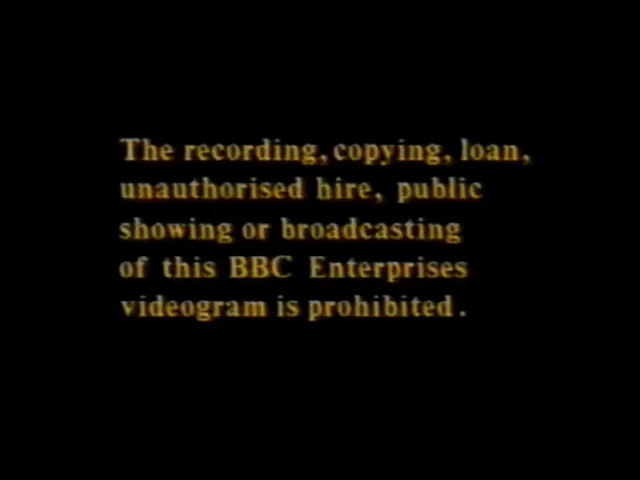 The recording, copying, loan,
unauthorised hire, public
showing or broadcasting
of this BBC Enterprises
videogram is prohibited.